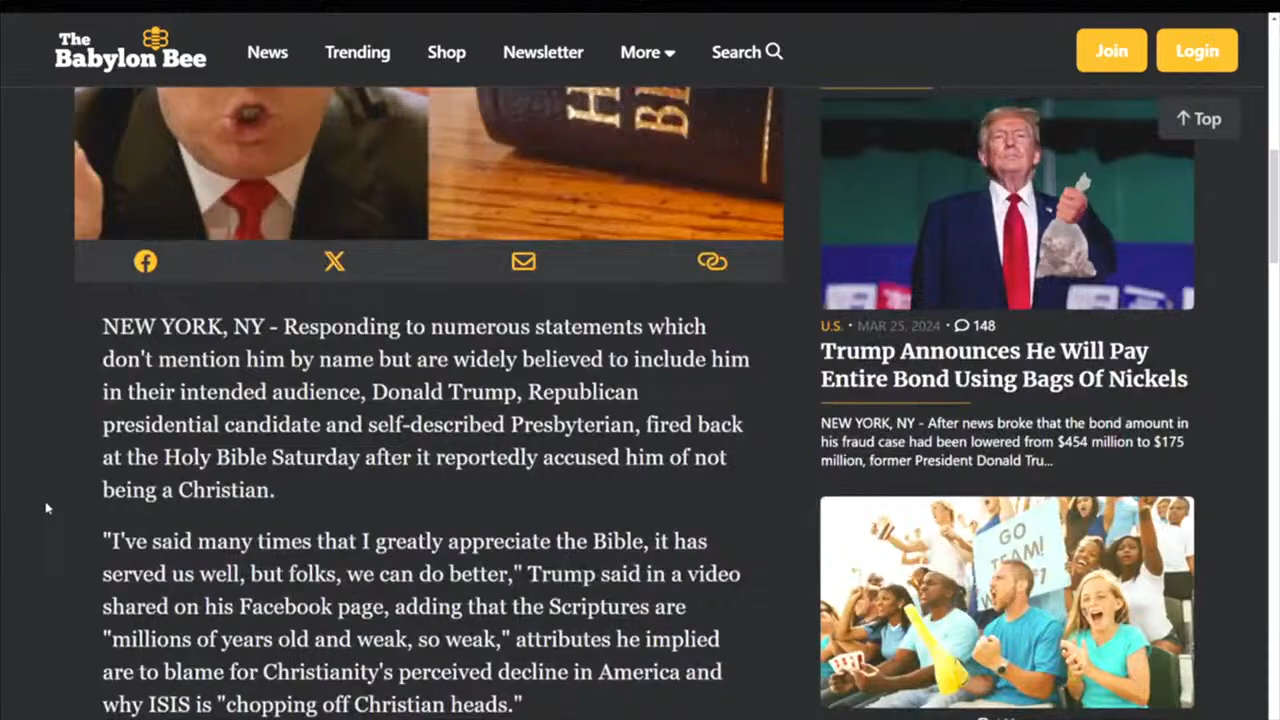 The
Babylon Bee
News
Trending
Shop
Newsletter
More
Search
Join
Login
Top
NEW YORK, NY - Responding to numerous statements which
don't mention him by name but are widely believed to include him
in their intended audience, Donald Trump, Republican
presidential candidate and self-described Presbyterian, fired back
at the Holy Bible Saturday after it reportedly accused him of not
being a Christian.
"I've said many times that I greatly appreciate the Bible, it has
served us well, but folks, we can do better," Trump said in a video
shared on his Facebook page, adding that the Scriptures are
"millions of years old and weak, so weak," attributes he implied
are to blame for Christianity's perceived decline in America and
why ISIS is "chopping off Christian heads."
U.S. • MAR 25, 2024 • 148
Trump Announces He Will Pay
Entire Bond Using Bags Of Nickels
NEW YORK, NY - After news broke that the bond amount in
his fraud case had been lowered from $454 million to $175
million, former President Donald Tru...
GO
TEAM!